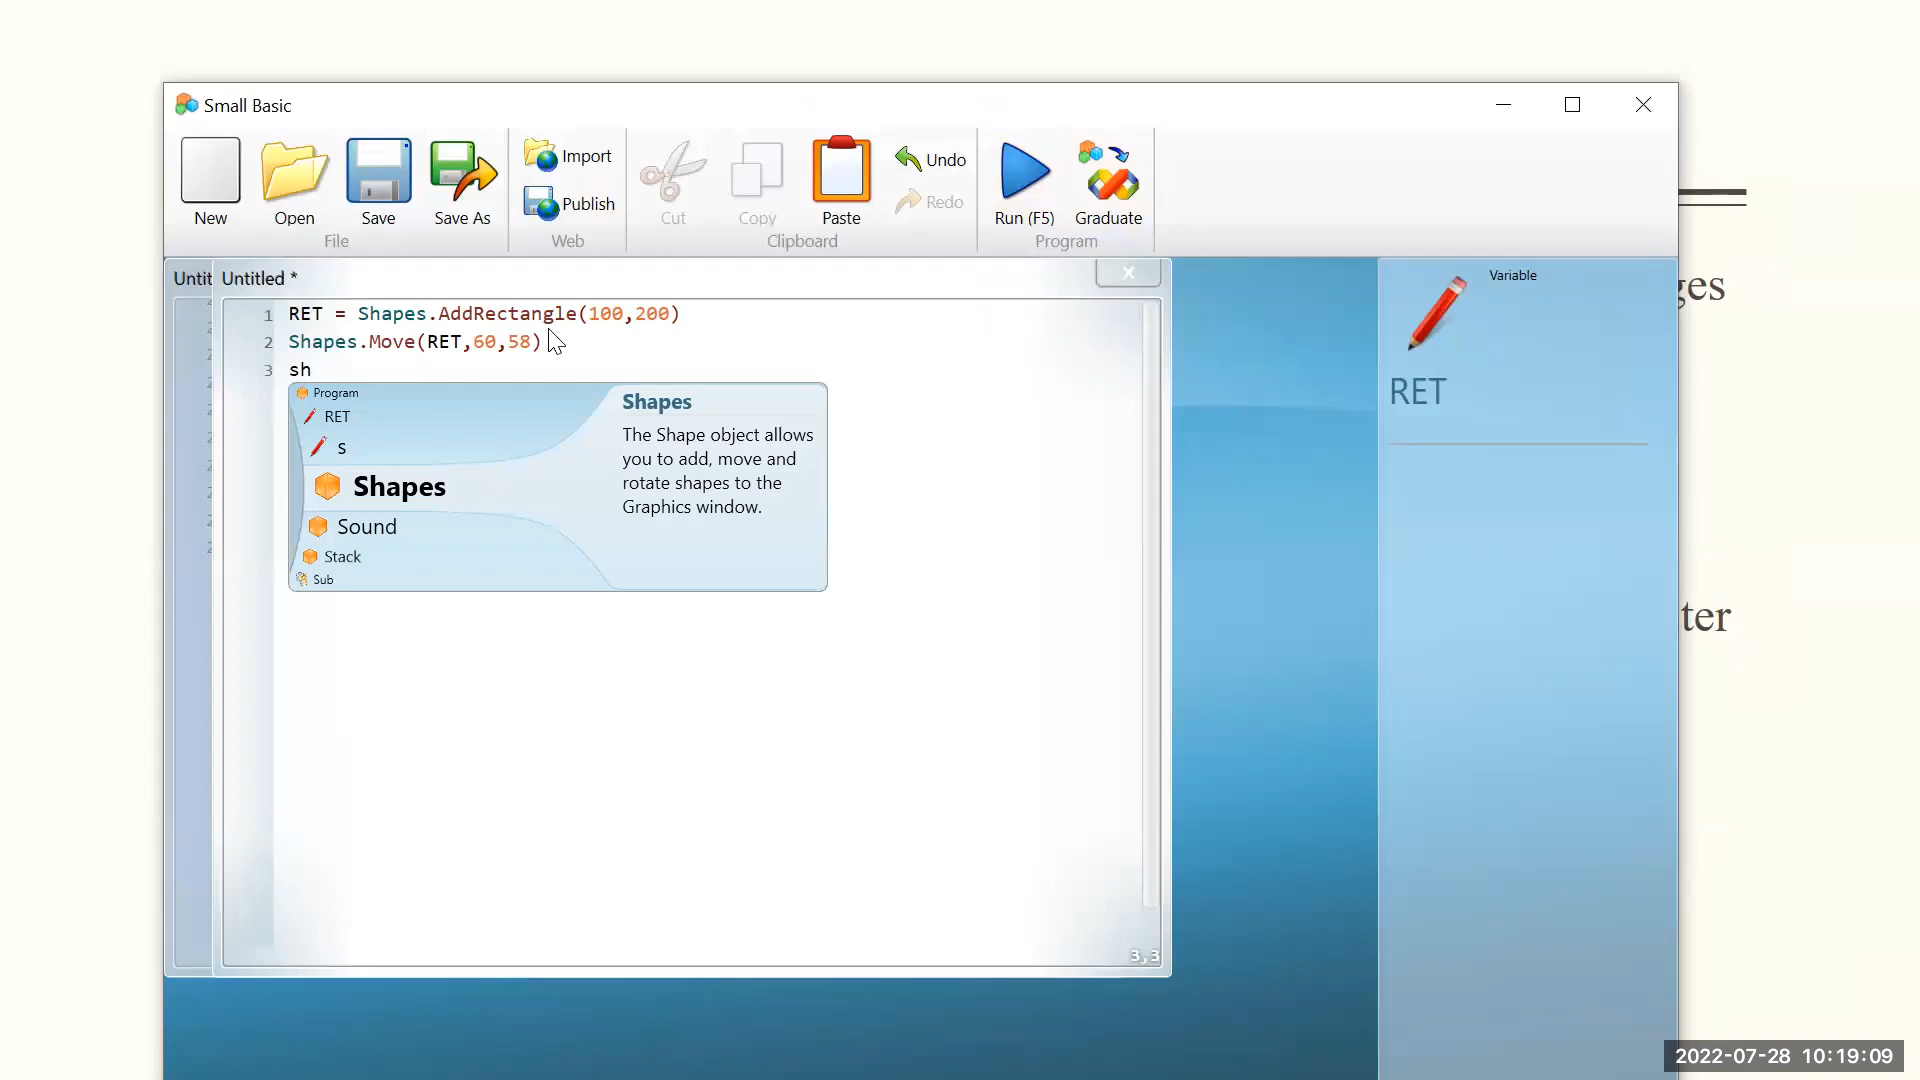 Small Basic
New
Open
Save
Save As
File
Import
Publish
Web
Cut
Copy
Paste
Undo
Redo
Clipboard
Run (F5)
Graduate
Program
Untit
Untitled *
x
1 RET = Shapes.AddRectangle(100,200)
2 Shapes.Move(RET,60,58)
3 sh
Program
RET
s
Shapes
Sound
Stack
Sub
Shapes
The Shape object allows
you to add, move and
rotate shapes to the
Graphics window.
3,3
Variable
RET
ges
ter
2022-07-28 10:19:09